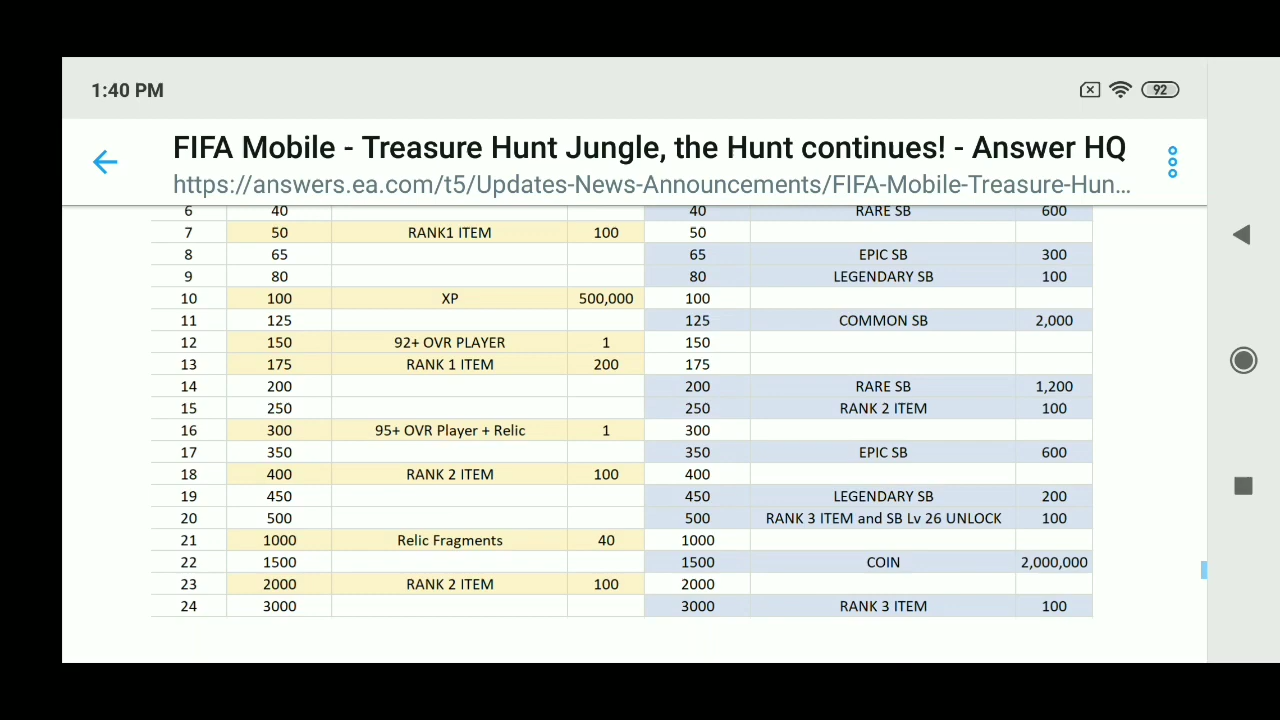 1:40 PM
92
FIFA Mobile - Treasure Hunt Jungle, the Hunt continues! - Answer HQ
https://answers.ea.com/t5/Updates-News-Announcements/FIFA-Mobile-Treasure-Hun...
6 40 40 RARE SB 600
7 50 RANK1 ITEM 100 50
8 65 65 EPIC SB 300
9 80 80 LEGENDARY SB 100
10 100 XP 500,000 100
11 125 125 COMMON SB 2,000
12 150 92+ OVR PLAYER 1 150
13 175 RANK 1 ITEM 200 175
14 200 200 RARE SB 1,200
15 250 250 RANK 2 ITEM 100
16 300 95+ OVR Player + Relic 1 300
17 350 350 EPIC SB 600
18 400 RANK 2 ITEM 100 400
19 450 450 LEGENDARY SB 200
20 500 500 RANK 3 ITEM and SB Lv 26 UNLOCK 100
21 1000 Relic Fragments 40 1000
22 1500 1500 COIN 2,000,000
23 2000 RANK 2 ITEM 100 2000
24 3000 3000 RANK 3 ITEM 100